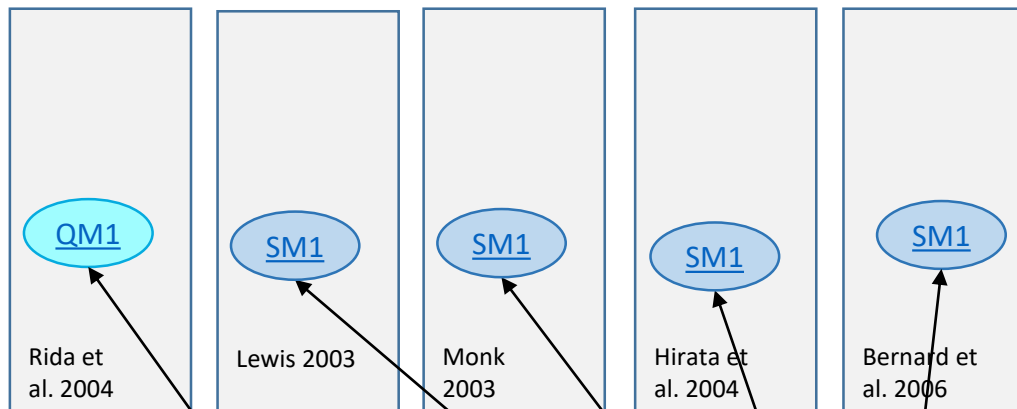 QM1
SM1
SM1
SM1
SM1
Rida et
al. 2004
Lewis 2003
Monk
2003
Hirata et
al. 2004
Bernard et
al. 2006